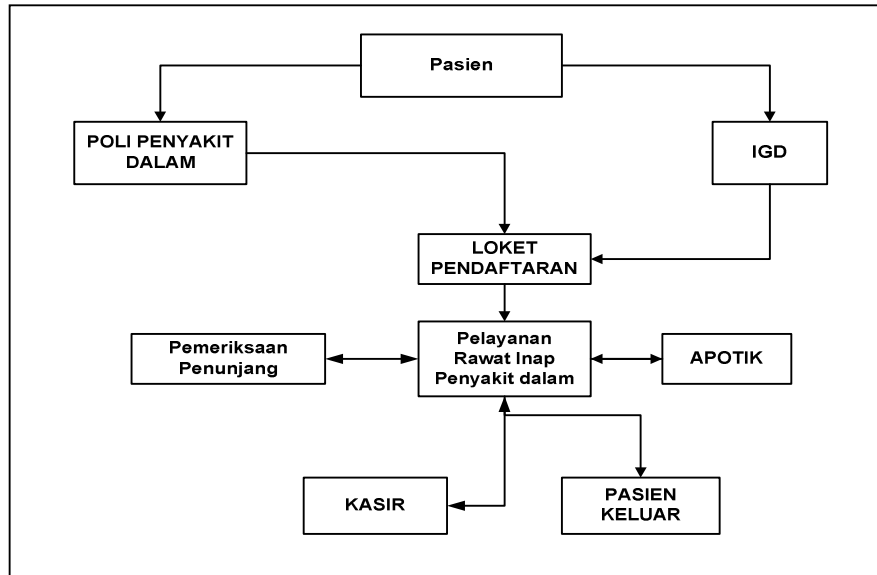 Pasien
POLI PENYAKIT
DALAM
IGD
LOKET
PENDAFTARAN
Pemeriksaan
Penunjang
Pelayanan
Rawat Inap
Penyakit dalam
APOTIK
KASIR
PASIEN
KELUAR